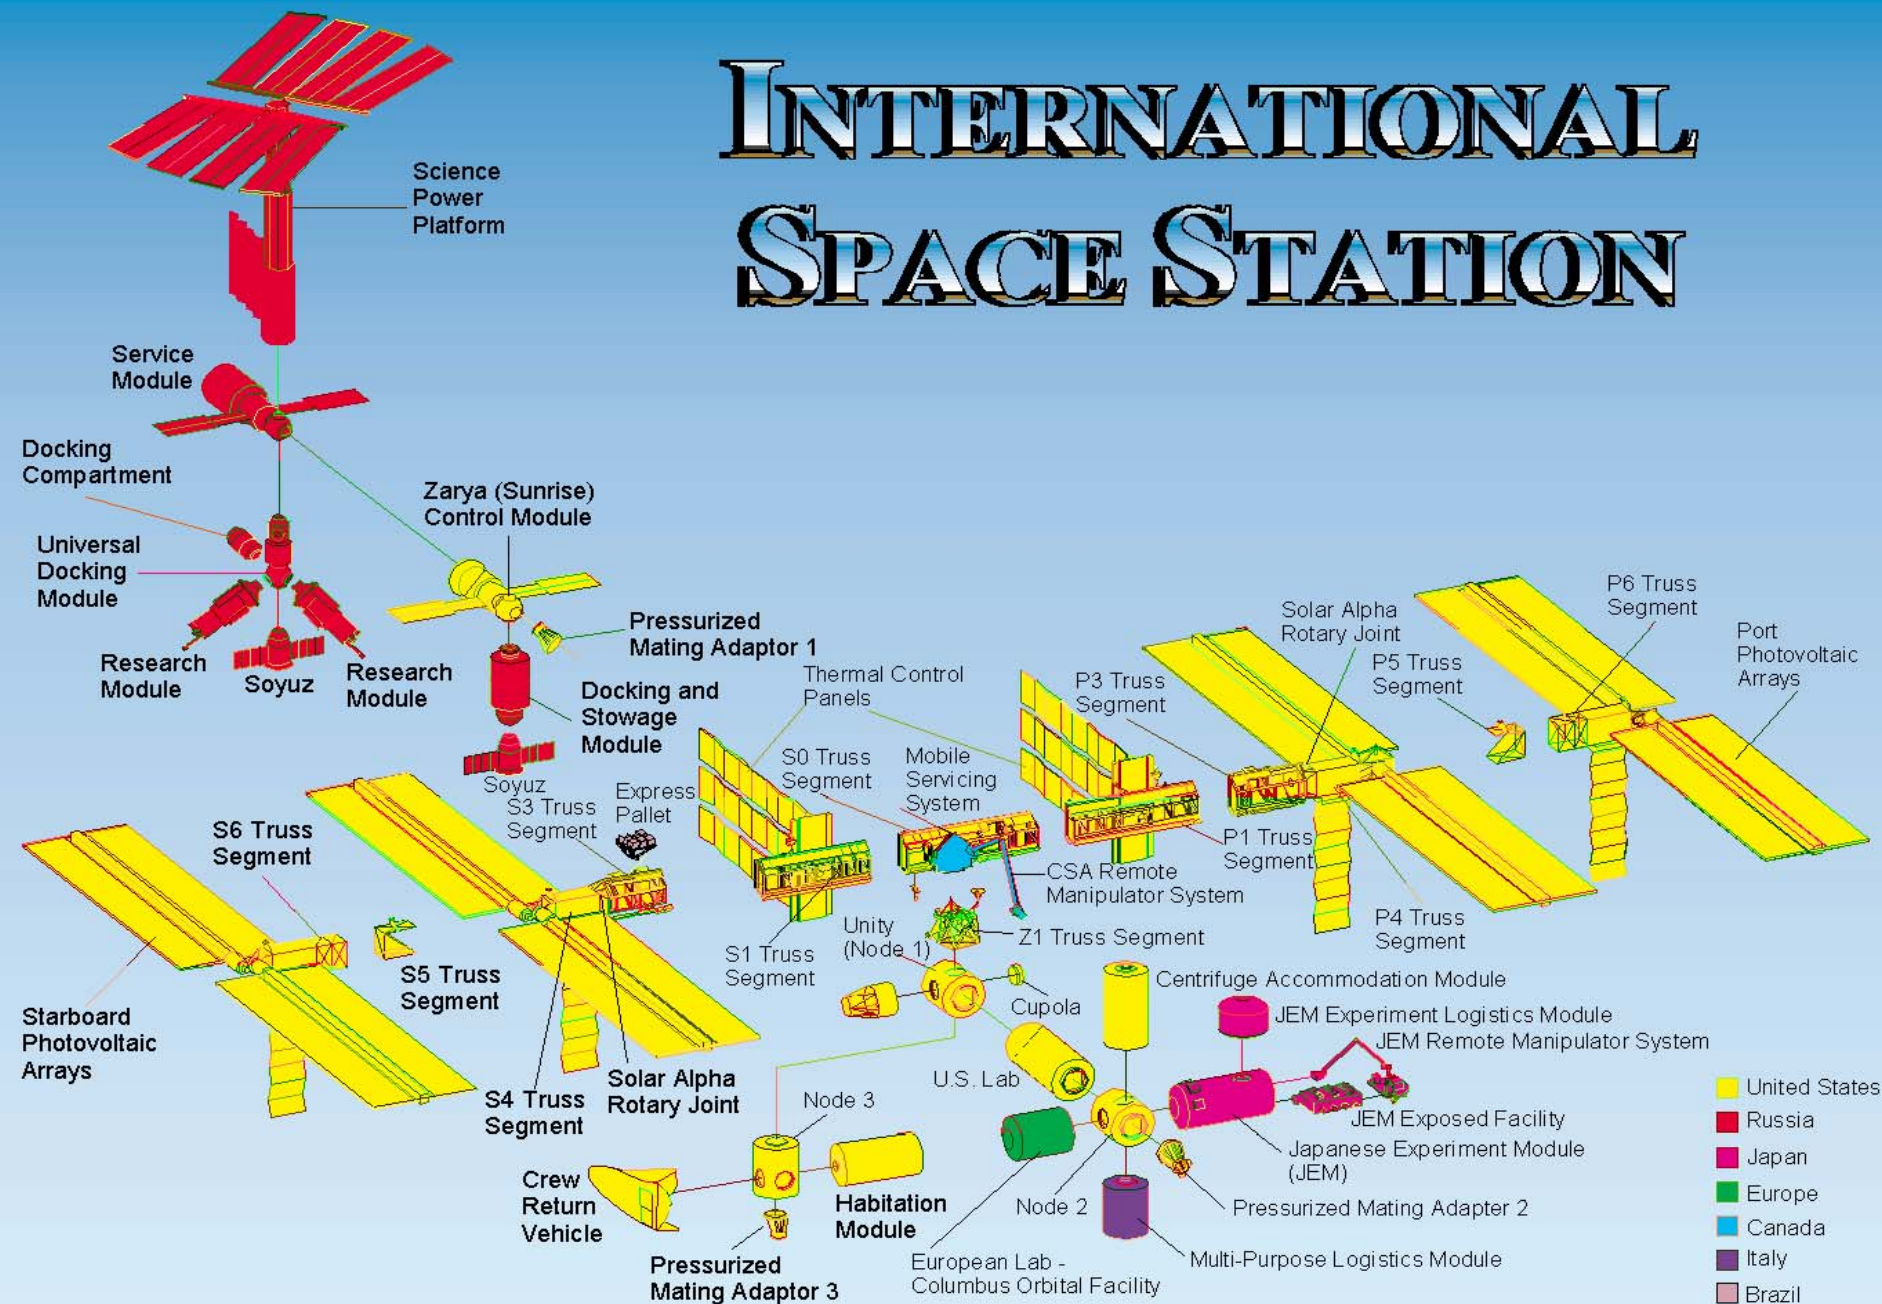 INTERNATIONAL
SPACE STATION
Science
Power
Platform
Service
Module
Docking
Compartment
Zarya (Sunrise)
Control Module
Universal
Docking
Module
Research
Module
Soyuz
Research
Module
Pressurized
Mating Adaptor 1
Docking and
Stowage
Module
Soyuz
Thermal Control
Panels
S0 Truss
Segment
Mobile
Servicing
System
P3 Truss
Segment
Solar Alpha
Rotary Joint
P5 Truss
Segment
P6 Truss
Segment
Port
Photovoltaic
Arrays
S3 Truss
Segment
Express
Pallet
S6 Truss
Segment
P1 Truss
Segment
CSA Remote
Manipulator System
P4 Truss
Segment
S1 Truss
Segment
Unity
(Node 1)
Z1 Truss Segment
S5 Truss
Segment
Cupola
Centrifuge Accommodation Module
Starboard
Photovoltaic
Arrays
JEM Experiment Logistics Module
JEM Remote Manipulator System
U.S. Lab
S4 Truss
Segment
Solar Alpha
Rotary Joint
Node 3
JEM Exposed Facility
Japanese Experiment Module
(JEM)
Crew
Return
Vehicle
Habitation
Module
Node 2
Pressurized Mating Adapter 2
Pressurized
Mating Adaptor 3
European Lab -
Columbus Orbital Facility
Multi-Purpose Logistics Module
United States
Russia
Japan
Europe
Canada
Italy
Brazil